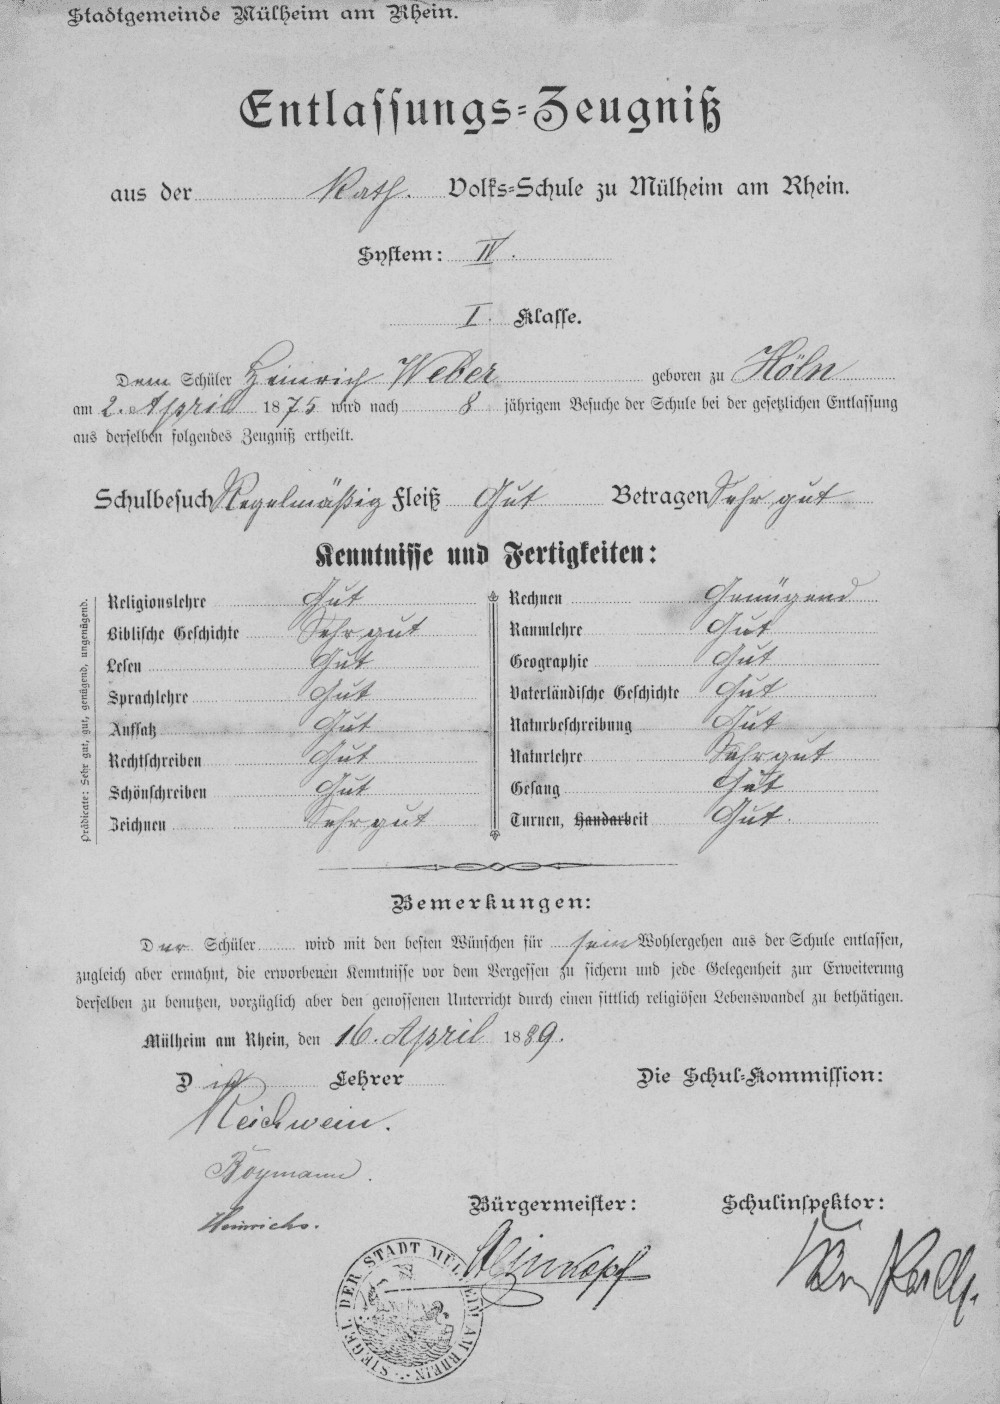 Stadtgemeinde Mülheim am Rhein.
Entlassungs-Zeugniß
aus der Kath. Volks-Schule zu Mülheim am Rhein.
System: IV.
I. Klasse.
Dem Schüler Heinrich Weber geboren zu Köln
am 2. April 1875 wird nach 8 jährigem Besuche der Schule bei der gesetzlichen Entlassung
aus derselben folgendes Zeugniß ertheilt.
Schulbesuch Regelmäßig Fleiß Gut Betragen Sehr gut
Kenntnisse und Fertigkeiten:
Prädicate: Sehr gut, gut, genügend, ungenügend.
Religionslehre Gut
Biblische Geschichte Sehr gut
Lesen Gut
Sprachlehre Gut
Aufsatz Gut
Rechtschreiben Gut
Schönschreiben Gut
Zeichnen Sehr gut
Rechnen Genügend
Raumlehre Gut
Geographie Gut
Vaterländische Geschichte Gut
Naturbeschreibung Gut
Naturlehre Sehr gut
Gesang Gut
Turnen, Handarbeit Gut.
Bemerkungen:
Der Schüler wird mit den besten Wünschen für sein Wohlergehen aus der Schule entlassen,
zugleich aber ermahnt, die erworbenen Kenntnisse vor dem Vergessen zu sichern und jede Gelegenheit zur Erweiterung
derselben zu benutzen, vorzüglich aber den genossenen Unterricht durch einen sittlich religiösen Lebenswandel zu bethätigen.
Mülheim am Rhein, den 16. April 1889.
Die Lehrer
Die Schul-Kommission:
Reichwein.
Boymann.
Heinrichs.
Bürgermeister:
Steinkopf
Schulinspektor:
SIEGEL DER STADT MÜLHEIM AM RHEIN